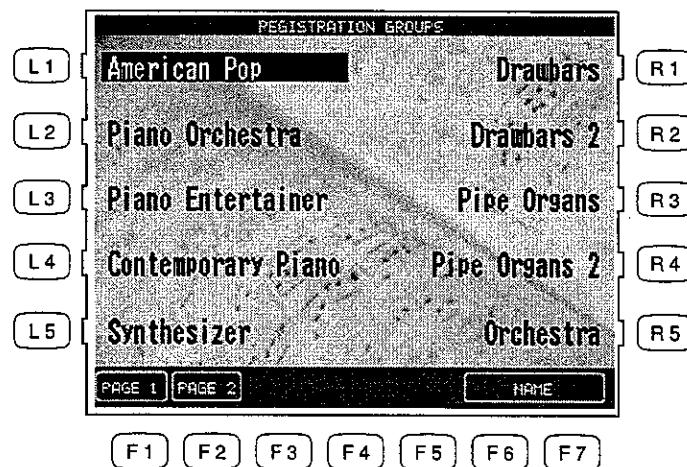 REGISTRATION GROUPS
L1 American Pop Drawbars R1
L2 Piano Orchestra Drawbars 2 R2
L3 Piano Entertainer Pipe Organs R3
L4 Contemporary Piano Pipe Organs 2 R4
L5 Synthesizer Orchestra R5
PAGE 1 PAGE 2 NAME
F1 F2 F3 F4 F5 F6 F7